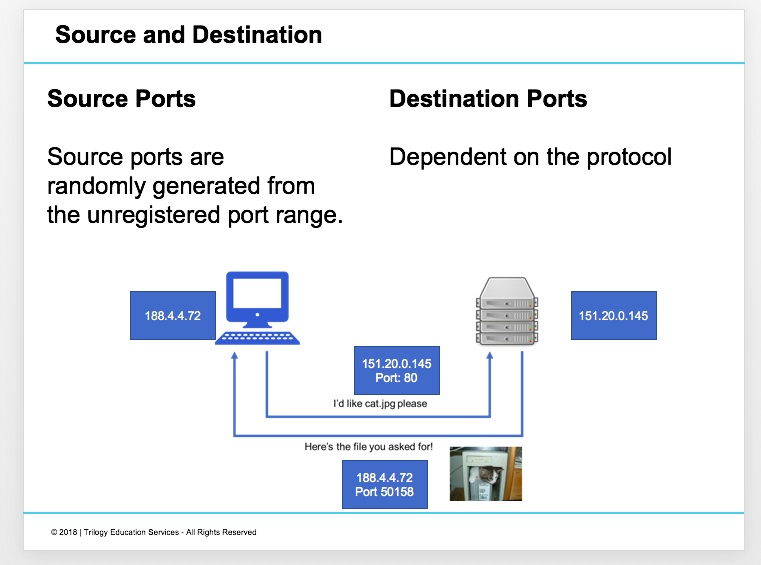 Source and Destination
Source Ports
Source ports are
randomly generated from
the unregistered port range.
Destination Ports
Dependent on the protocol
188.4.4.72
151.20.0.145
151.20.0.145
Port: 80
I'd like cat.jpg please
Here's the file you asked for!
188.4.4.72
Port 50158
© 2018 | Trilogy Education Services - All Rights Reserved